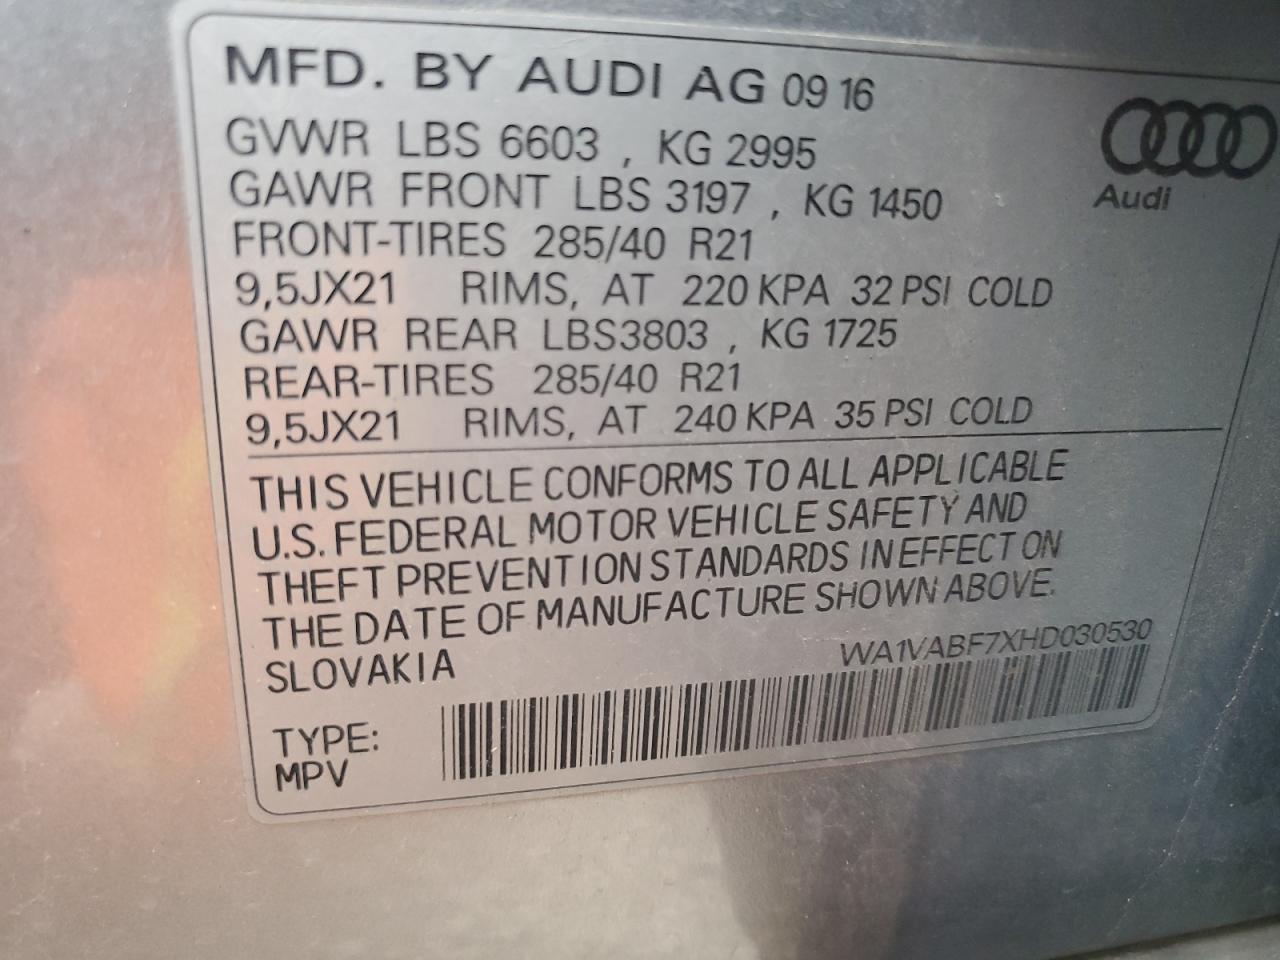 MFD. BY AUDI AG 09 16
GVWR LBS 6603 , KG 2995
GAWR FRONT LBS 3197 , KG 1450
Audi
FRONT-TIRES 285/40 R21
9,5JX21 RIMS, AT 220 KPA 32 PSI COLD
GAWR REAR LBS3803 , KG 1725
REAR-TIRES 285/40 R21
9,5JX21 RIMS, AT 240 KPA 35 PSI COLD
THIS VEHICLE CONFORMS TO ALL APPLICABLE
U.S. FEDERAL MOTOR VEHICLE SAFETY AND
THEFT PREVENTION STANDARDS IN EFFECT ON
THE DATE OF MANUFACTURE SHOWN ABOVE.
SLOVAKIA
WA1VABF7XHD030530
TYPE:
MPV